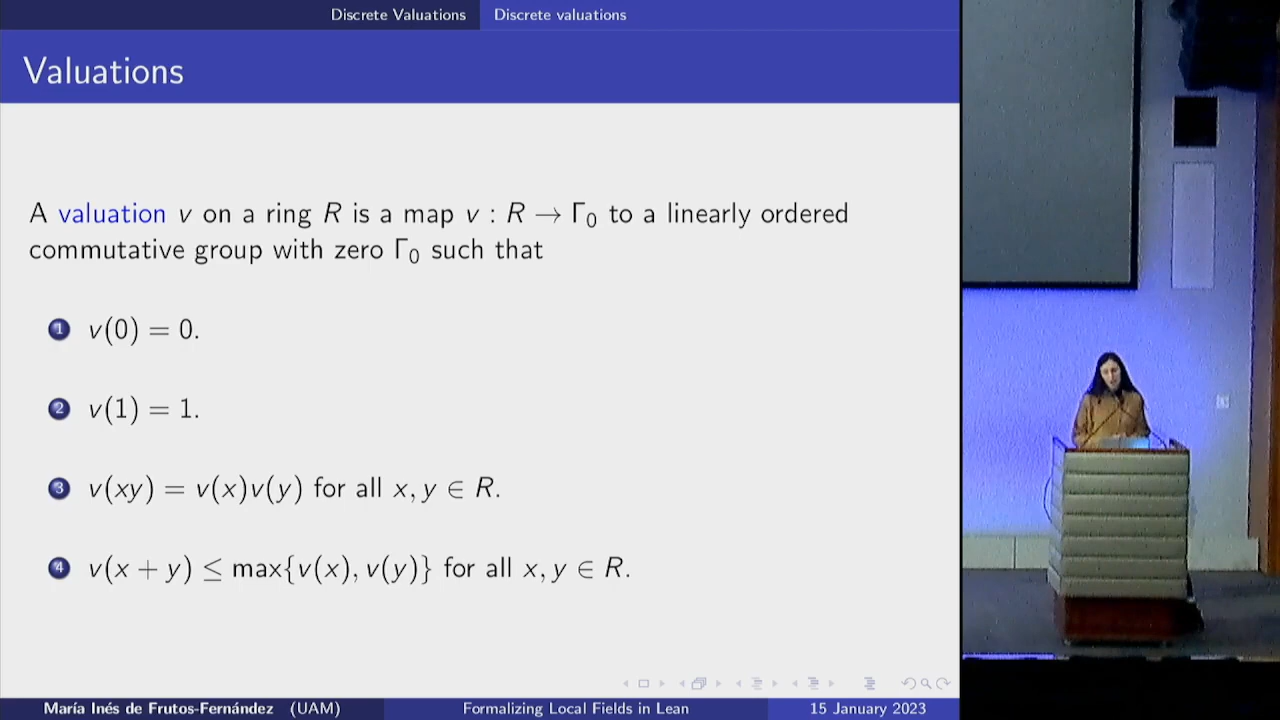 Discrete Valuations Discrete valuations
Valuations
A valuation v on a ring R is a map v : R → Γ₀ to a linearly ordered
commutative group with zero Γ₀ such that
1 v(0) = 0.
2 v(1) = 1.
3 v(xy) = v(x)v(y) for all x, y ∈ R.
4 v(x + y) ≤ max{v(x), v(y)} for all x, y ∈ R.
María Inés de Frutos-Fernández (UAM) Formalizing Local Fields in Lean 15 January 2023